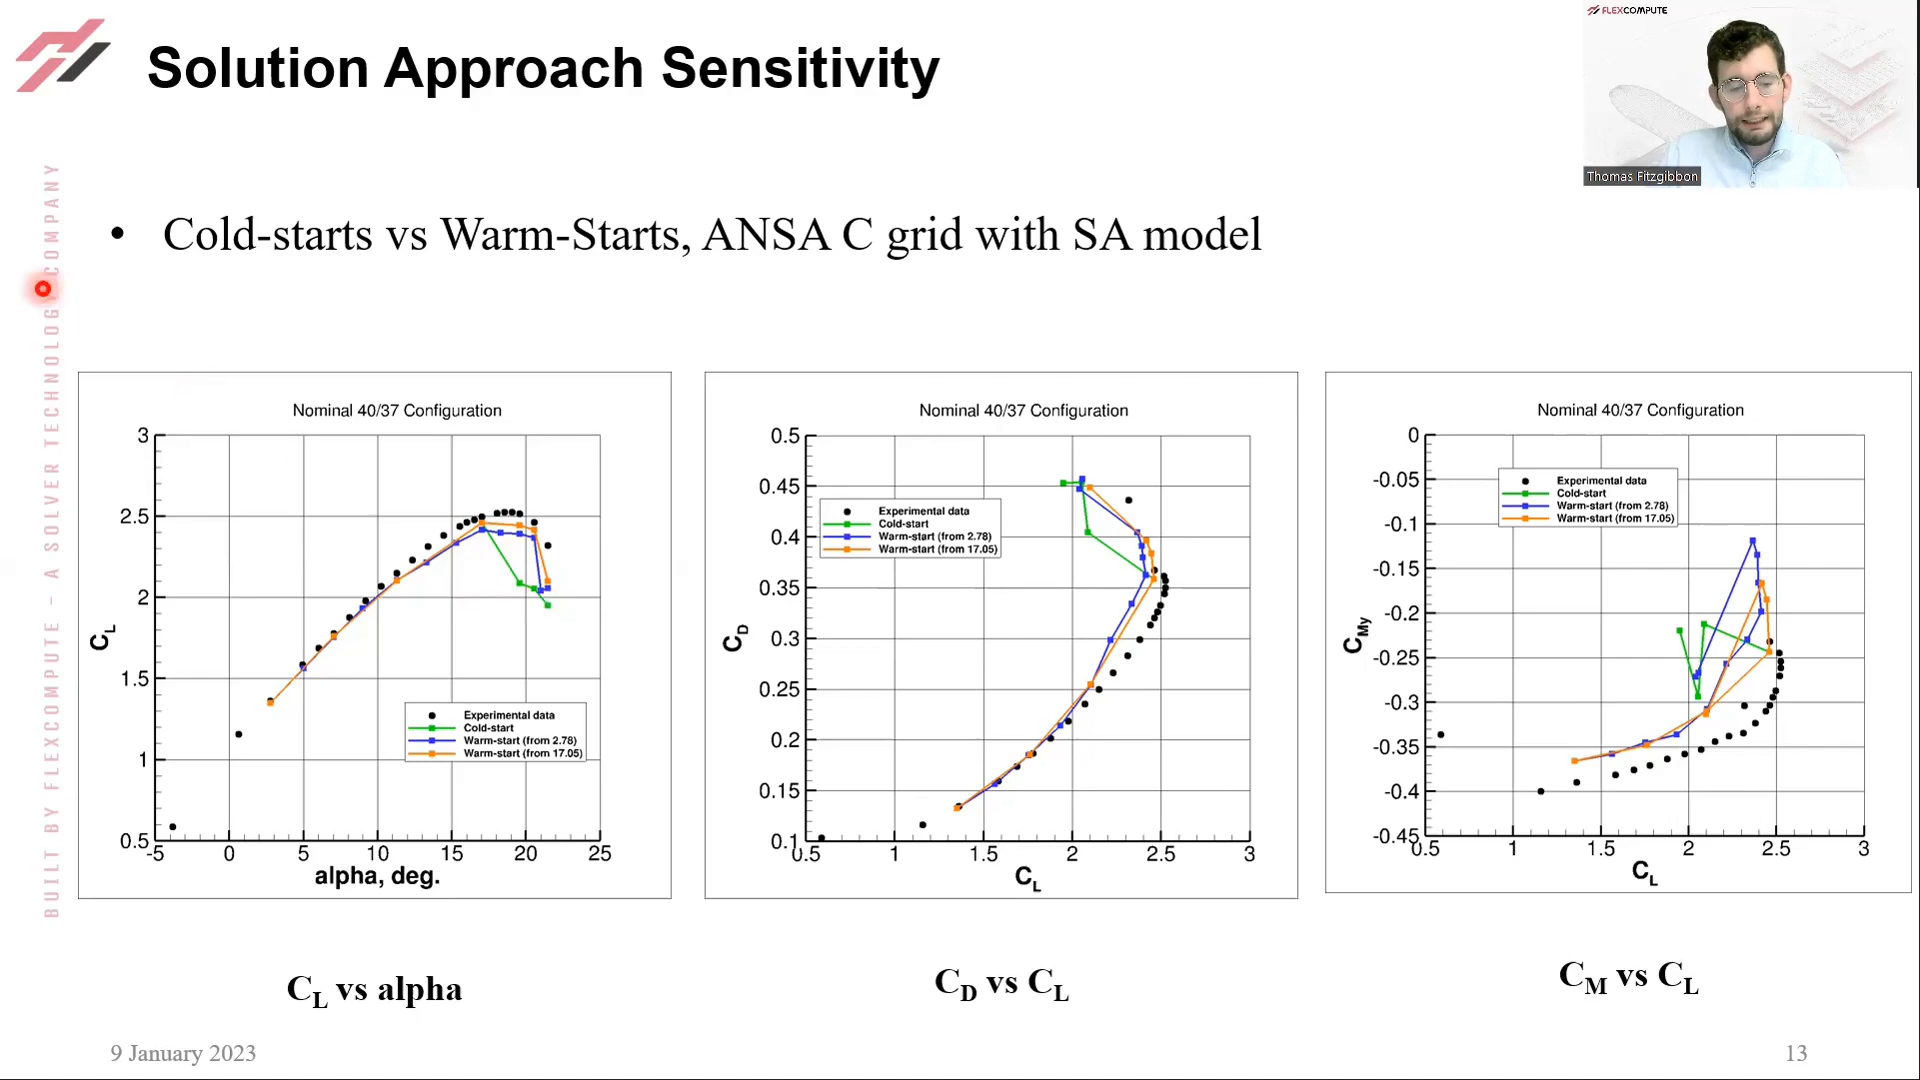 Solution Approach Sensitivity
FLEXCOMPUTE
Thomas Fitzgibbon
BUILT BY FLEXCOMPUTE – A SOLVER TECHNOLOGY COMPANY
• Cold-starts vs Warm-Starts, ANSA C grid with SA model
Nominal 40/37 Configuration
3
2.5
2
1.5
1
0.5
CL
-5 0 5 10 15 20 25
alpha, deg.
Experimental data
Cold-start
Warm-start (from 2.78)
Warm-start (from 17.05)
CL vs alpha
Nominal 40/37 Configuration
0.5
0.45
0.4
0.35
0.3
0.25
0.2
0.15
0.1
CD
0.5 1 1.5 2 2.5 3
CL
Experimental data
Cold-start
Warm-start (from 2.78)
Warm-start (from 17.05)
CD vs CL
Nominal 40/37 Configuration
0
-0.05
-0.1
-0.15
-0.2
-0.25
-0.3
-0.35
-0.4
-0.45
CMy
0.5 1 1.5 2 2.5 3
CL
Experimental data
Cold-start
Warm-start (from 2.78)
Warm-start (from 17.05)
CM vs CL
9 January 2023
13